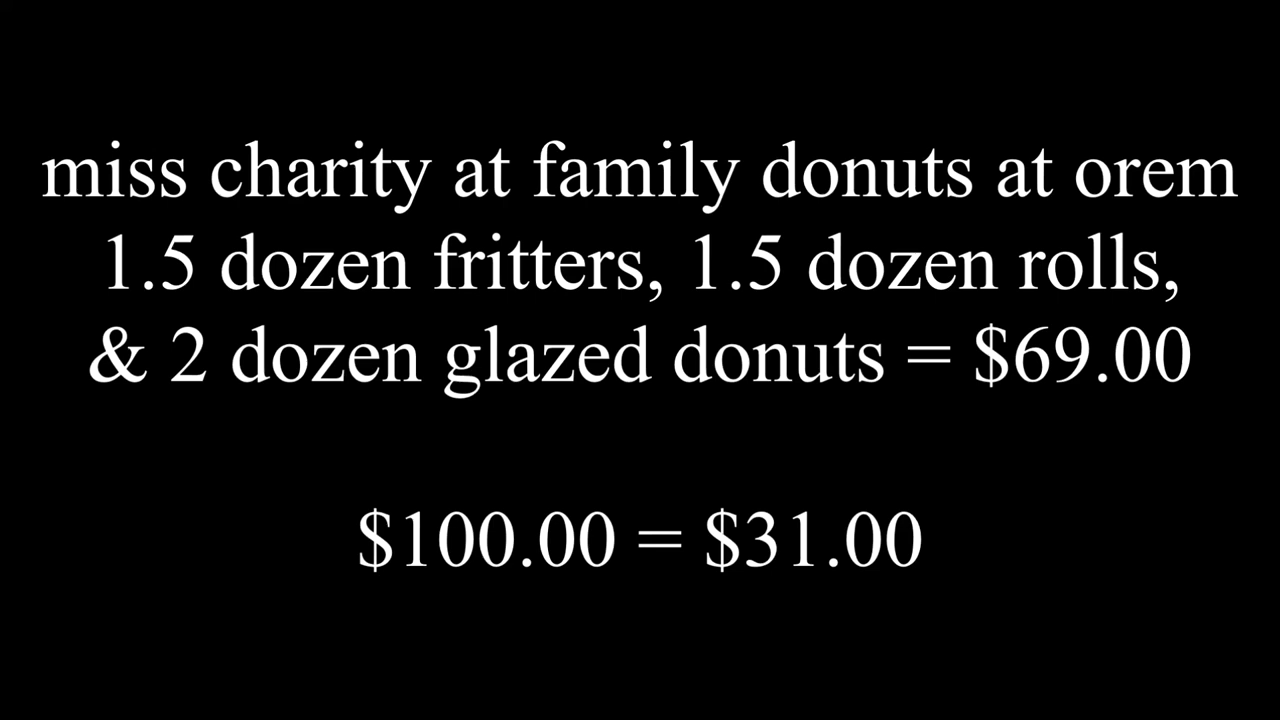 miss charity at family donuts at orem
1.5 dozen fritters, 1.5 dozen rolls,
& 2 dozen glazed donuts = $69.00
$100.00 = $31.00